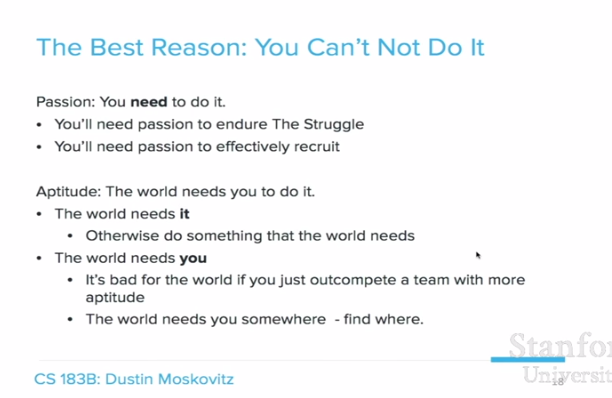 The Best Reason: You Can't Not Do It
Passion: You need to do it.
• You'll need passion to endure The Struggle
• You'll need passion to effectively recruit
Aptitude: The world needs you to do it.
• The world needs it
• Otherwise do something that the world needs
• The world needs you
• It's bad for the world if you just outcompete a team with more
aptitude
• The world needs you somewhere - find where.
Stanfo
Universi
CS 183B: Dustin Moskovitz
18